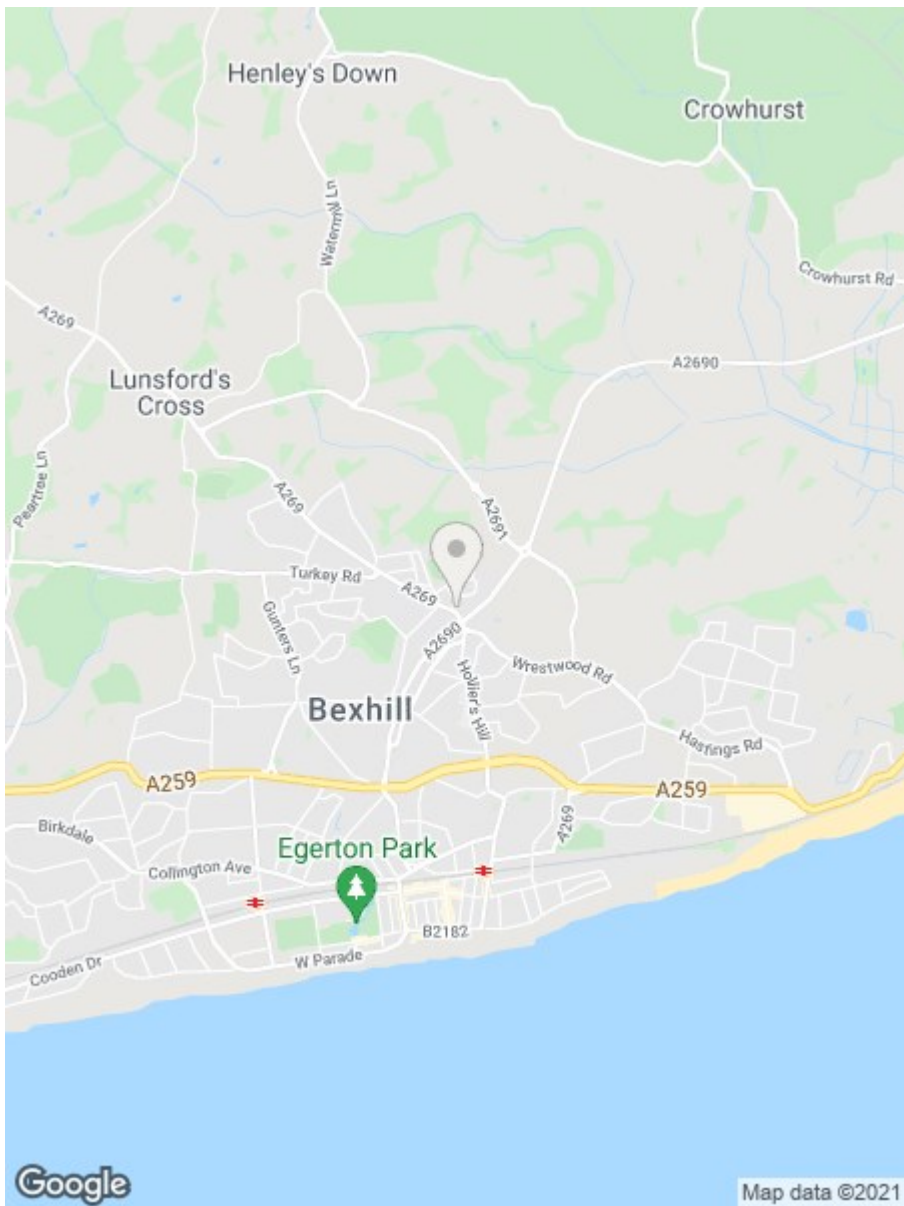 Henley's Down
Crowhurst
Watermill Ln
Crowhurst Rd
A269
A2690
Lunsford's
Cross
Peartree Ln
A269
A2691
Turkey Rd
A269
Gunters Ln
A2690
Wrestwood Rd
Hollier's Hill
Bexhill
Hastings Rd
A259
A259
Birkdale
A269
Egerton Park
Collington Ave
B2182
W Parade
Cooden Dr
Google
Map data ©2021